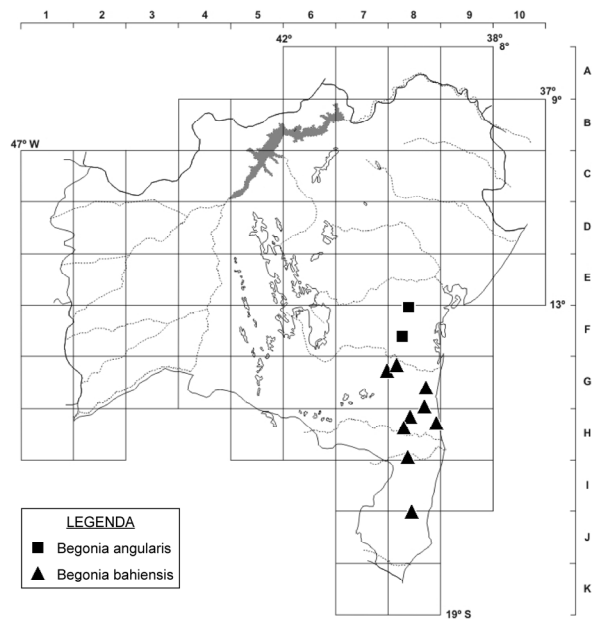 1 2 3 4 5 6 7 8 9 10
42º 38º
8º
A
37º
9º
B
47º W
C
D
E
13º
F
G
H
I
J
K
19º S
LEGENDA
Begonia angularis
Begonia bahiensis